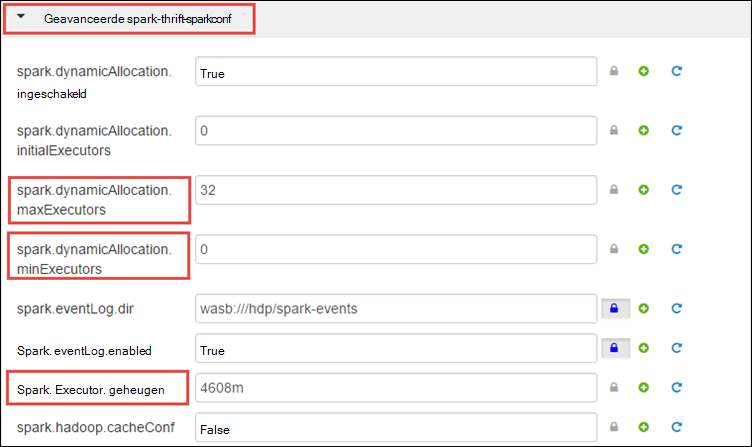 Geavanceerde spark-thrift-sparkconf
spark.dynamicAllocation.
ingeschakeld
True
spark.dynamicAllocation.
initialExecutors
0
spark.dynamicAllocation.
maxExecutors
32
spark.dynamicAllocation.
minExecutors
0
spark.eventLog.dir
wasb:///hdp/spark-events
Spark. eventLog.enabled
True
Spark. Executor. geheugen
4608m
spark.hadoop.cacheConf
False